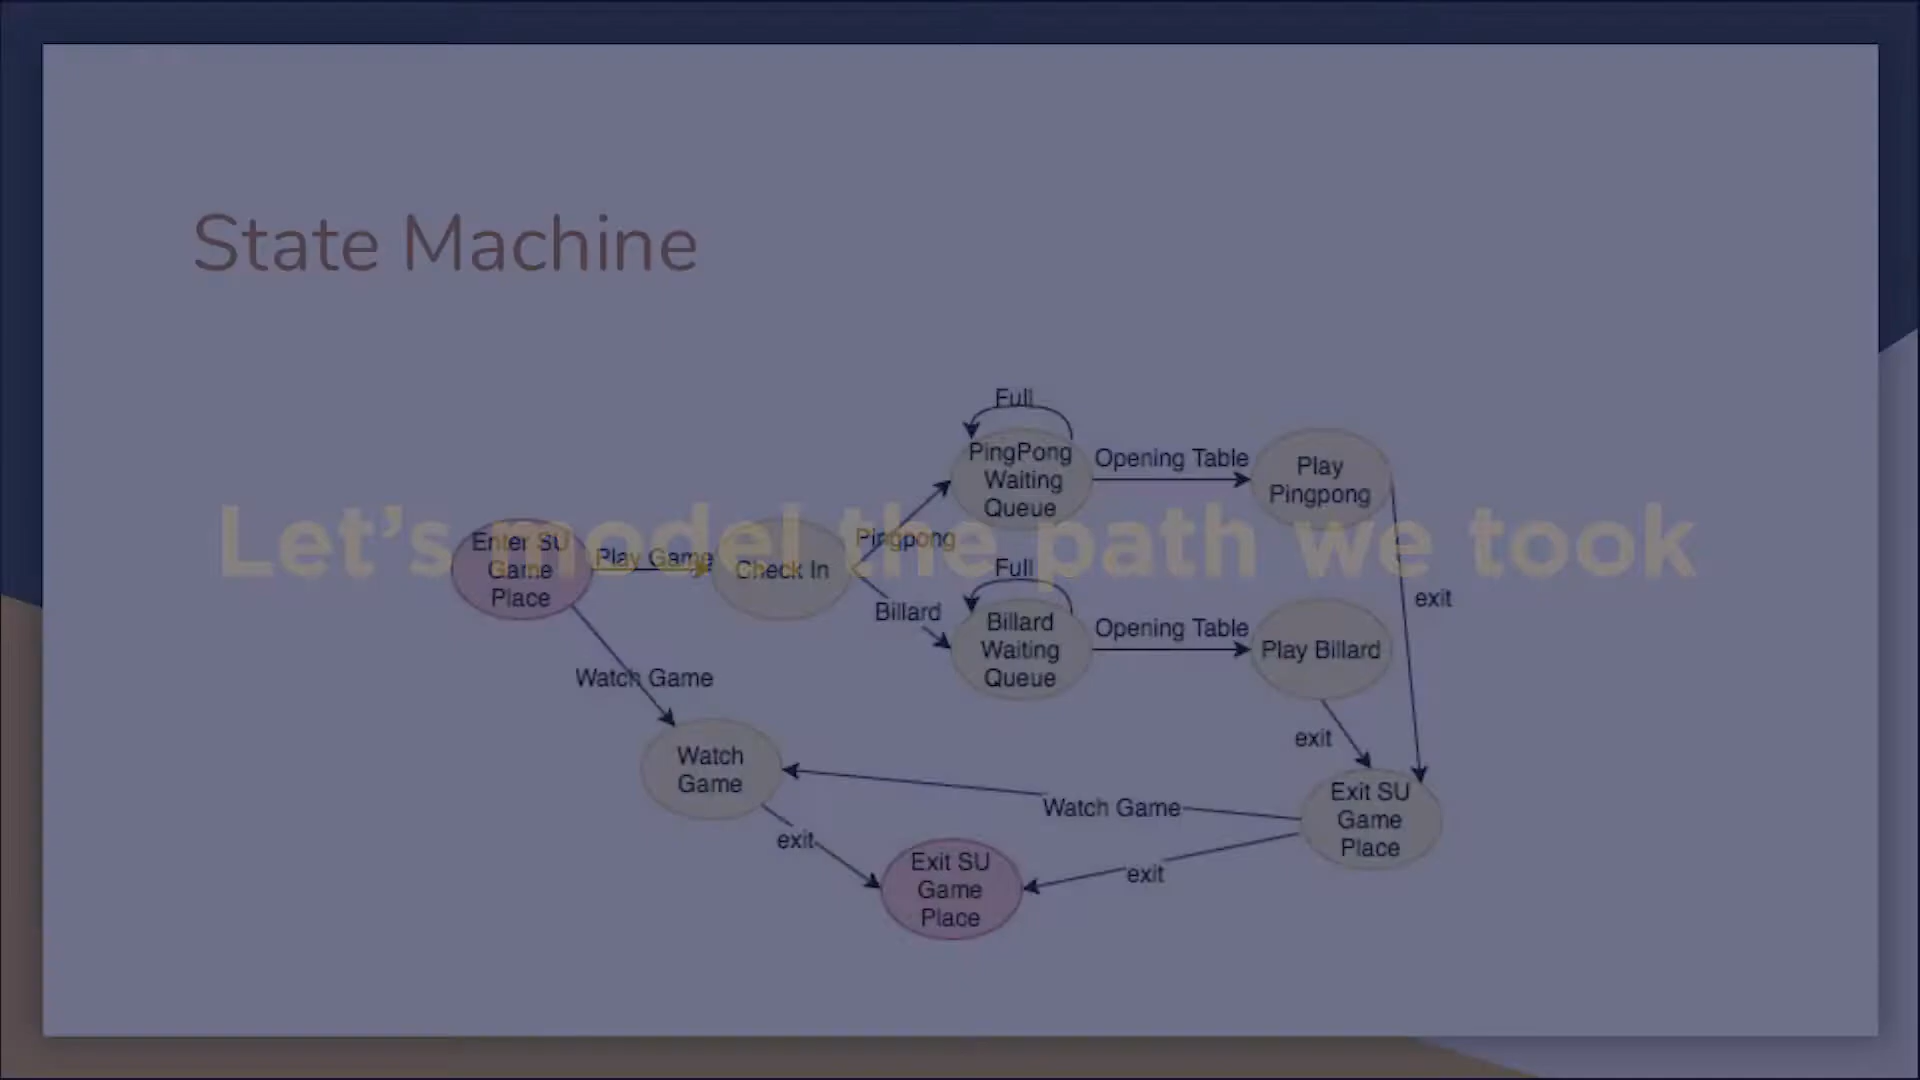 State Machine
Let's model the path we took
Full
PingPong
Waiting
Queue
Opening Table
Play
Pingpong
Enter SU
Game
Place
Play Game
Check In
Pingpong
Billard
Full
Billard
Waiting
Queue
Opening Table
Play Billard
exit
exit
Watch Game
Watch
Game
Watch Game
Exit SU
Game
Place
exit
Exit SU
Game
Place
exit